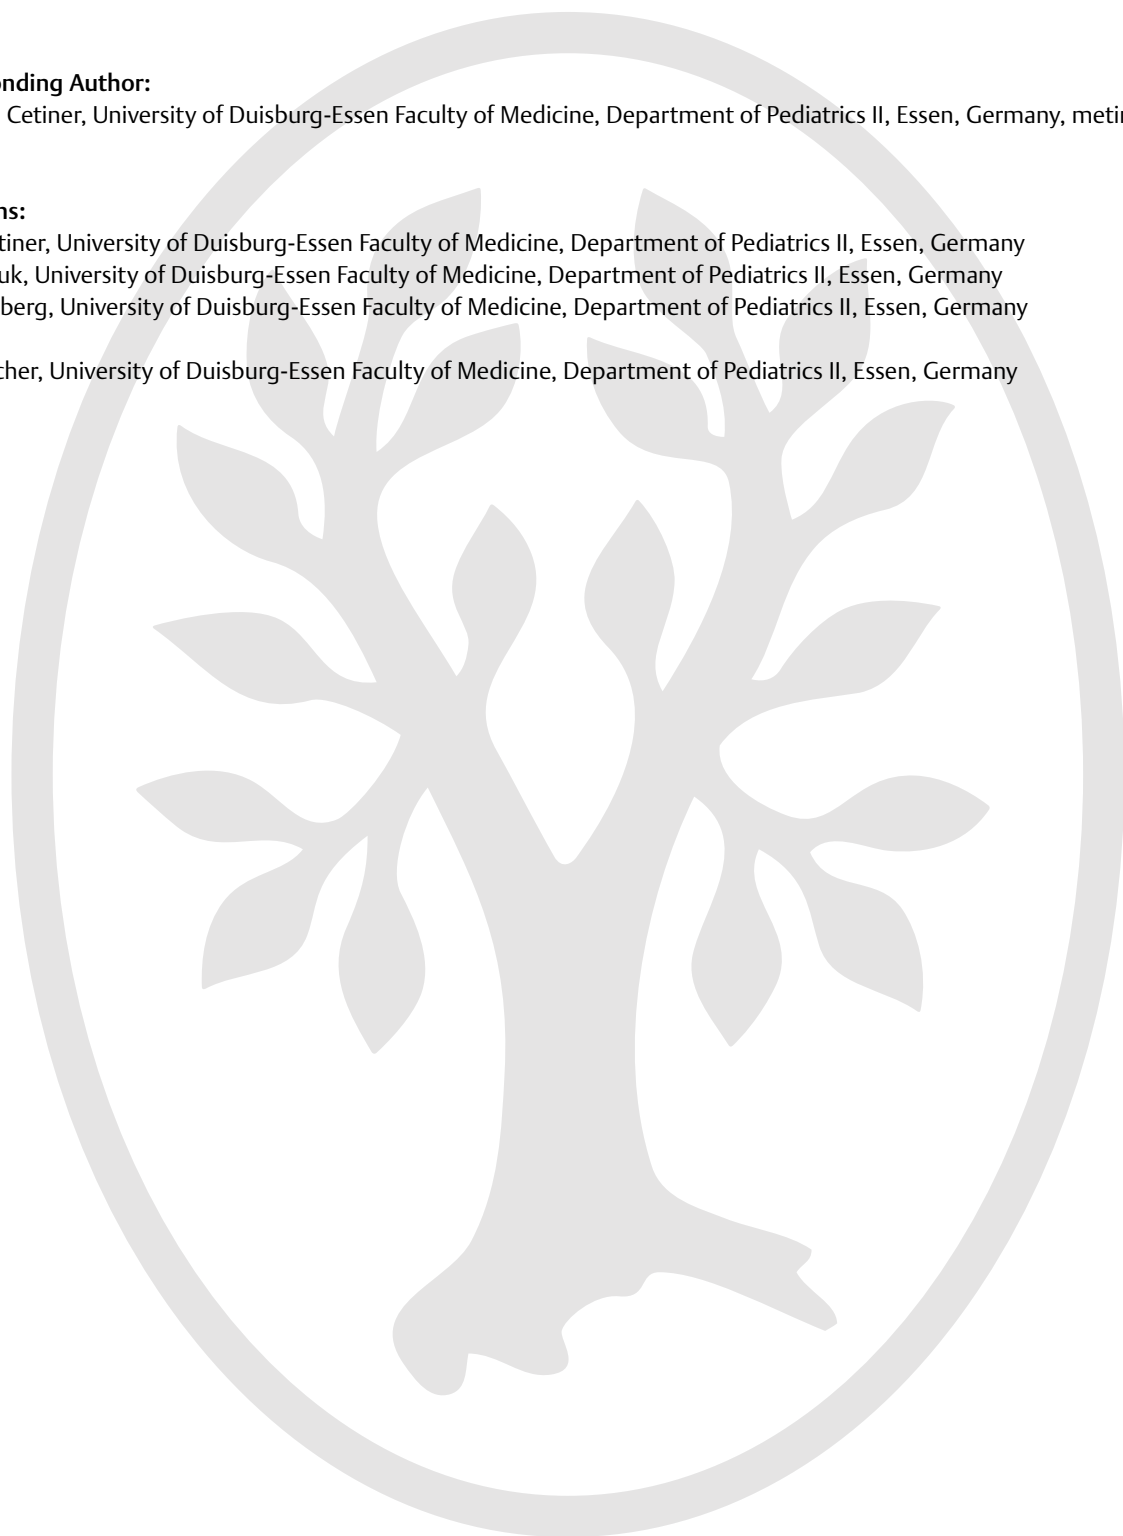 onding Author:
Cetiner, University of Duisburg-Essen Faculty of Medicine, Department of Pediatrics II, Essen, Germany, metin
ns:
tiner, University of Duisburg-Essen Faculty of Medicine, Department of Pediatrics II, Essen, Germany
uk, University of Duisburg-Essen Faculty of Medicine, Department of Pediatrics II, Essen, Germany
berg, University of Duisburg-Essen Faculty of Medicine, Department of Pediatrics II, Essen, Germany
cher, University of Duisburg-Essen Faculty of Medicine, Department of Pediatrics II, Essen, Germany